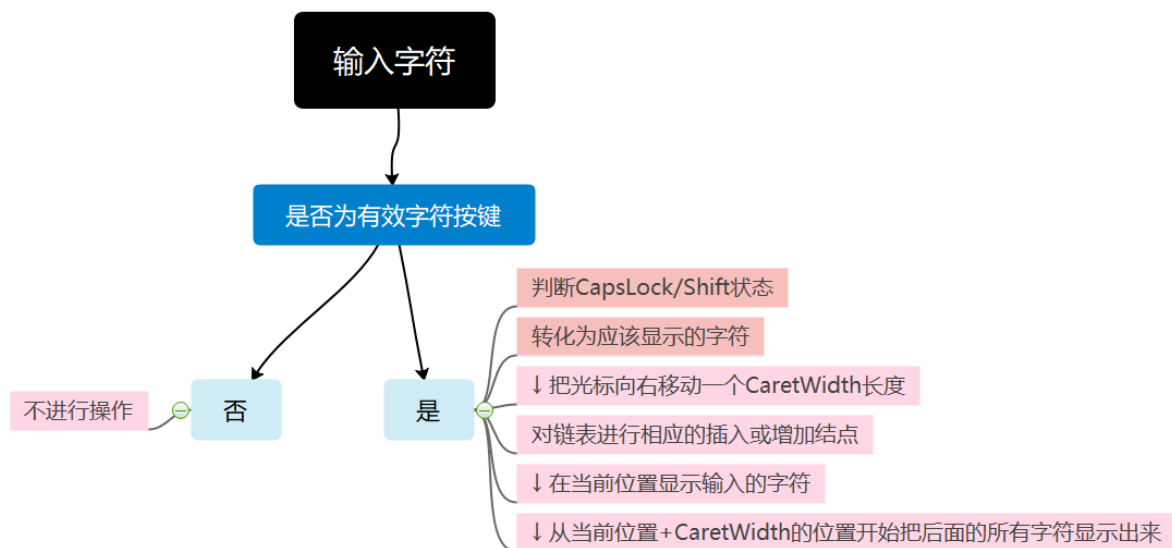 输入字符
是否为有效字符按键
判断CapsLock/Shift状态
转化为应该显示的字符
↓把光标向右移动一个CaretWidth长度
不进行操作
否
是
对链表进行相应的插入或增加结点
↓在当前位置显示输入的字符
↓从当前位置+CaretWidth的位置开始把后面的所有字符显示出来